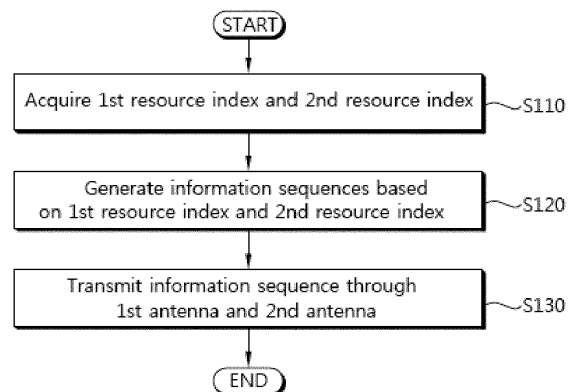 START
Acquire 1st resource index and 2nd resource index
S110
Generate information sequences based
on 1st resource index and 2nd resource index
S120
Transmit information sequence through
1st antenna and 2nd antenna
S130
END